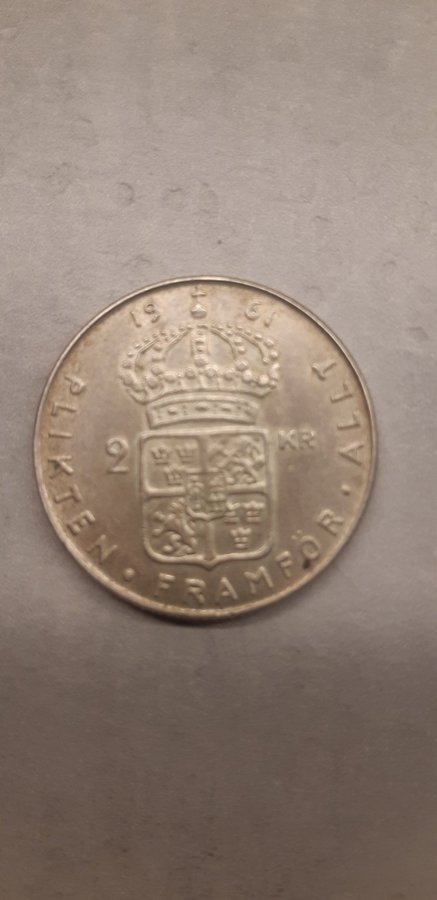 19 61
2 KR
PLIKTEN · FRAMFÖR · ALLT